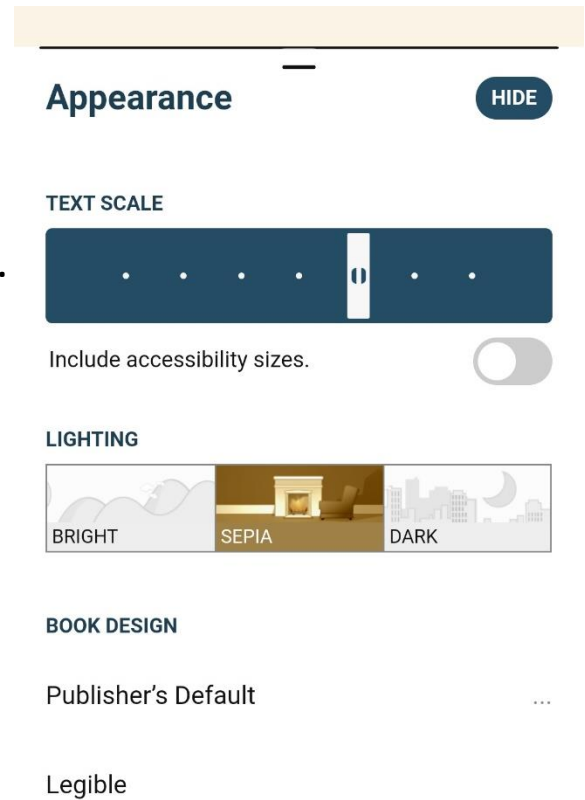 Appearance
HIDE
TEXT SCALE
Include accessibility sizes.
LIGHTING
BRIGHT
SEPIA
DARK
BOOK DESIGN
Publisher’s Default
...
Legible